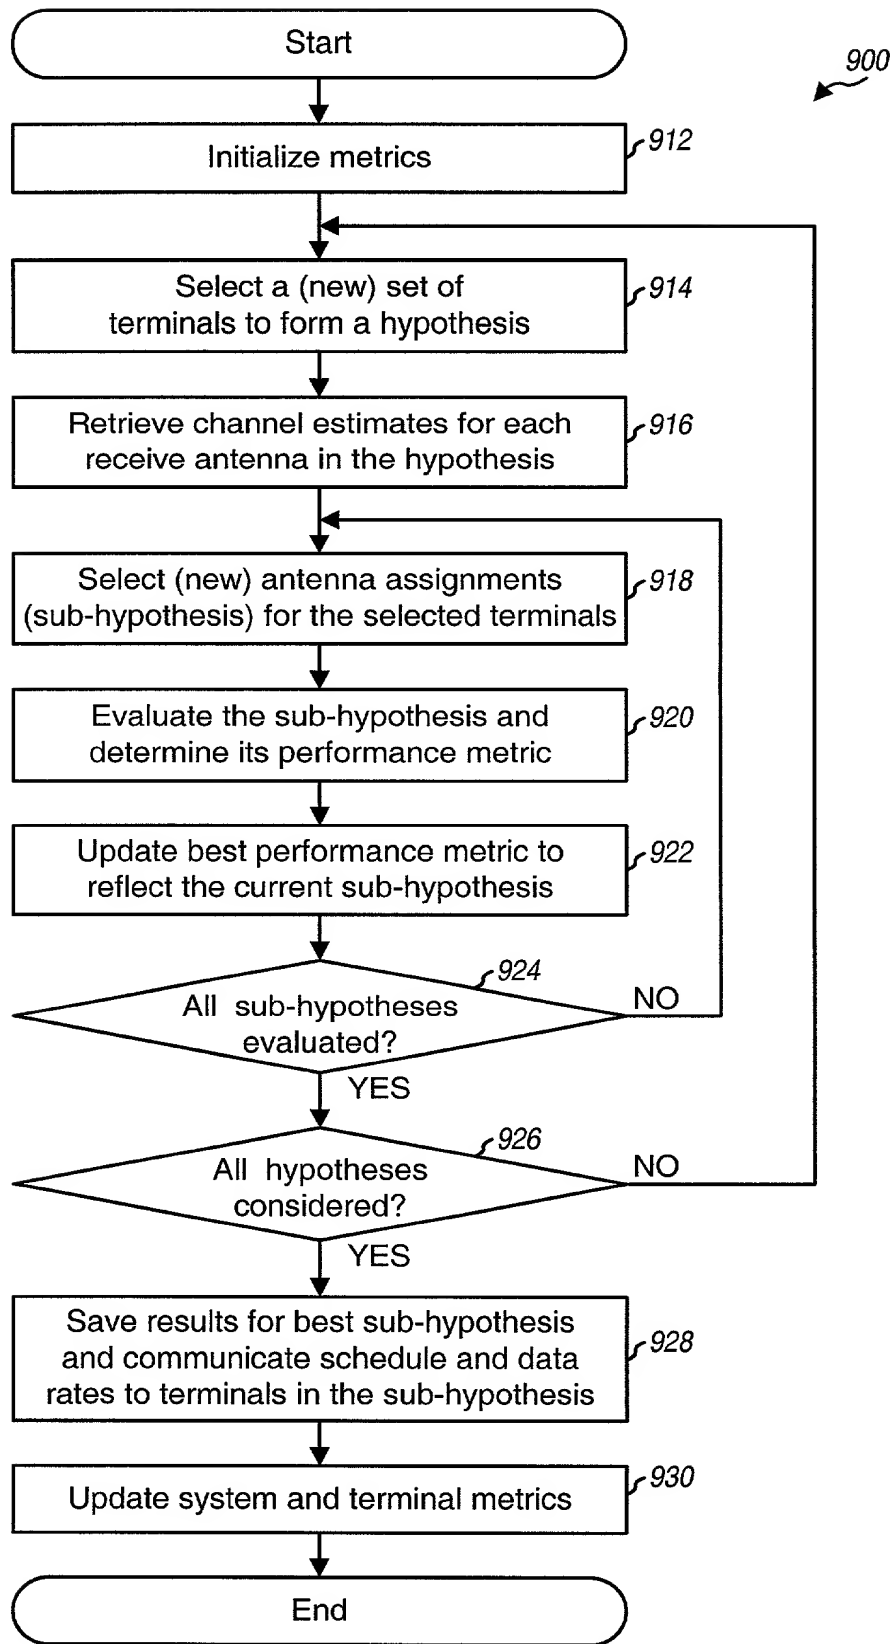 Start
900
Initialize metrics
912
Select a (new) set of
terminals to form a hypothesis
914
Retrieve channel estimates for each
receive antenna in the hypothesis
916
Select (new) antenna assignments
(sub-hypothesis) for the selected terminals
918
Evaluate the sub-hypothesis and
determine its performance metric
920
Update best performance metric to
reflect the current sub-hypothesis
922
924
All sub-hypotheses
evaluated?
NO
YES
926
All hypotheses
considered?
NO
YES
Save results for best sub-hypothesis
and communicate schedule and data
rates to terminals in the sub-hypothesis
928
Update system and terminal metrics
930
End